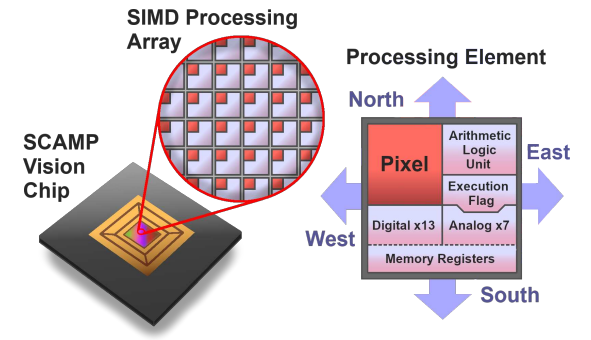 SIMD Processing
Array
SCAMP
Vision
Chip
Processing Element
North
East
West
South
Pixel
Arithmetic
Logic
Unit
Execution
Flag
Digital x13
Analog x7
Memory Registers